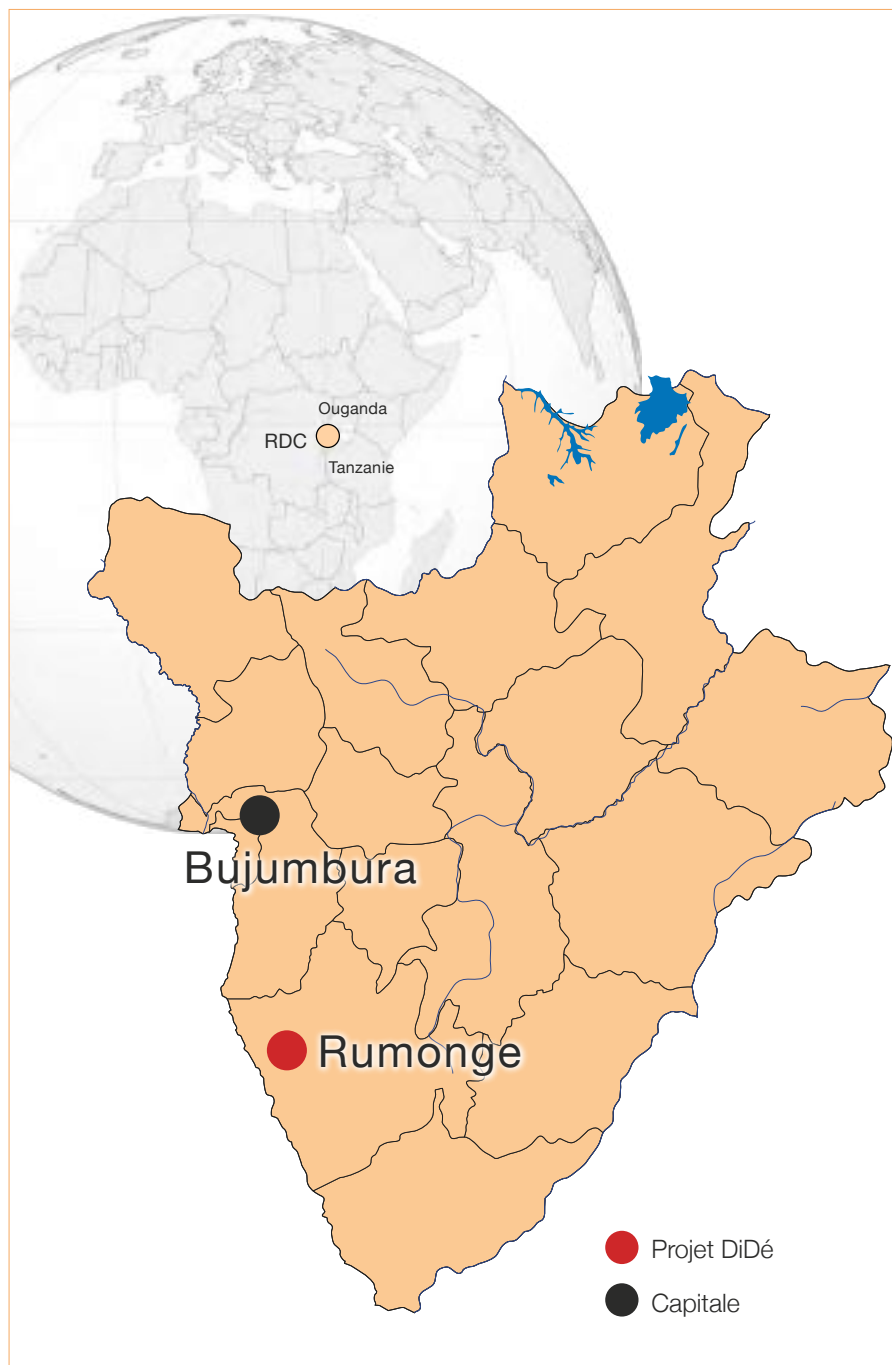 Ouganda
RDC
Tanzanie
Bujumbura
Rumonge
Projet DiDé
Capitale